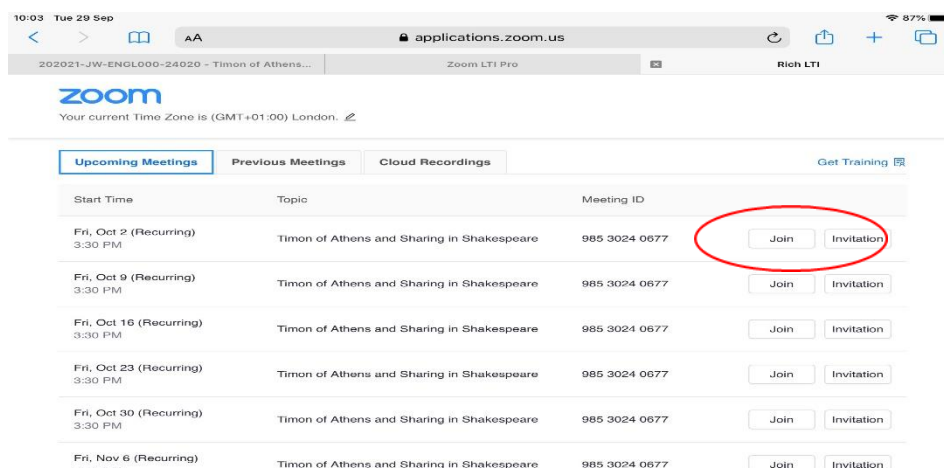 10:03 Tue 29 Sep 87%
AA applications.zoom.us
202021-JW-ENGL000-24020 - Timon of Athens... Zoom LTI Pro Rich LTI
zoom
Your current Time Zone is (GMT+01:00) London.
Upcoming Meetings Previous Meetings Cloud Recordings Get Training
Start Time Topic Meeting ID
Fri, Oct 2 (Recurring)
3:30 PM Timon of Athens and Sharing in Shakespeare 985 3024 0677 Join Invitation
Fri, Oct 9 (Recurring)
3:30 PM Timon of Athens and Sharing in Shakespeare 985 3024 0677 Join Invitation
Fri, Oct 16 (Recurring)
3:30 PM Timon of Athens and Sharing in Shakespeare 985 3024 0677 Join Invitation
Fri, Oct 23 (Recurring)
3:30 PM Timon of Athens and Sharing in Shakespeare 985 3024 0677 Join Invitation
Fri, Oct 30 (Recurring)
3:30 PM Timon of Athens and Sharing in Shakespeare 985 3024 0677 Join Invitation
Fri, Nov 6 (Recurring)
Timon of Athens and Sharing in Shakespeare 985 3024 0677 Join Invitation